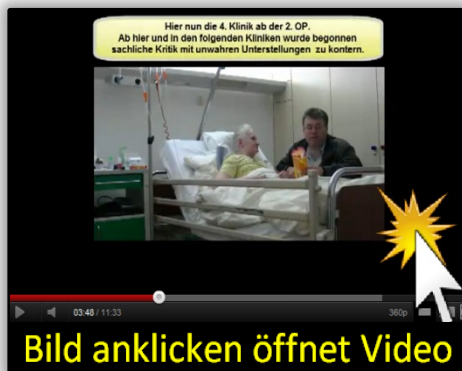 Hier nun die 4. Klinik ab der 2. OP.
Ab hier und in den folgenden Kliniken wurde begonnen
sachliche Kritik mit unwahren Unterstellungen zu kontern.
03:48 / 11:33
360p
Bild anklicken öffnet Video